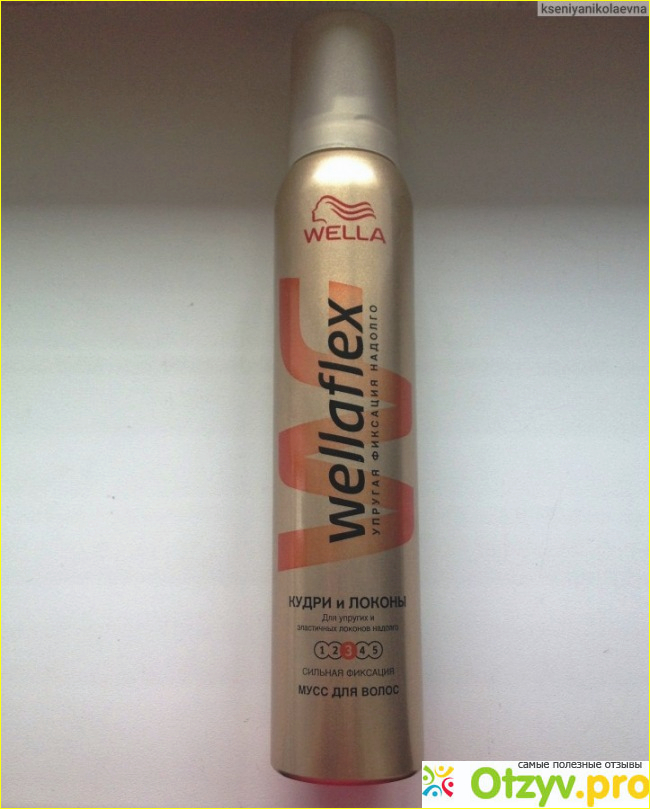 kseniyanikolaevna
WELLA
wellaflex
УПРУГАЯ ФИКСАЦИЯ НАДОЛГО
КУДРИ и ЛОКОНЫ
Для упругих и
эластичных локонов надолго
1 2 3 4 5
СИЛЬНАЯ ФИКСАЦИЯ
МУСС ДЛЯ ВОЛОС
самые полезные отзывы
Otzyv.pro